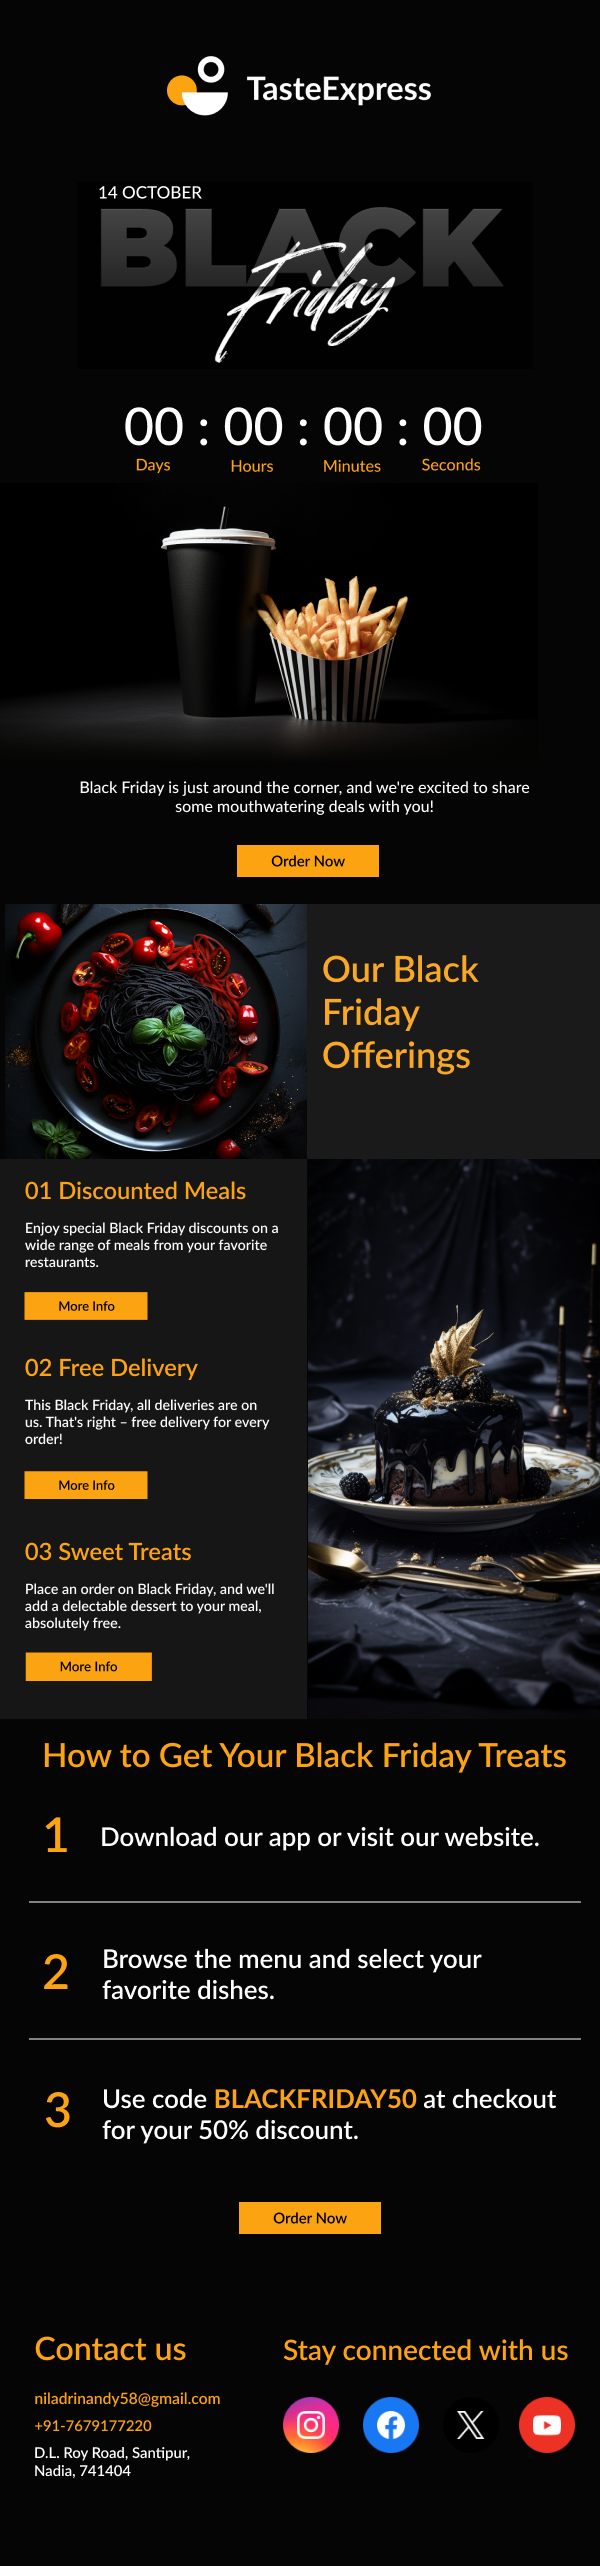 TasteExpress
14 OCTOBER
BLACK
Friday
00 : 00 : 00 : 00
Days Hours Minutes Seconds
Black Friday is just around the corner, and we're excited to share
some mouthwatering deals with you!
Order Now
Our Black
Friday
Offerings
01 Discounted Meals
Enjoy special Black Friday discounts on a
wide range of meals from your favorite
restaurants.
More Info
02 Free Delivery
This Black Friday, all deliveries are on
us. That's right – free delivery for every
order!
More Info
03 Sweet Treats
Place an order on Black Friday, and we'll
add a delectable dessert to your meal,
absolutely free.
More Info
How to Get Your Black Friday Treats
1 Download our app or visit our website.
2 Browse the menu and select your
favorite dishes.
3 Use code BLACKFRIDAY50 at checkout
for your 50% discount.
Order Now
Contact us
niladrinandy58@gmail.com
+91-7679177220
D.L. Roy Road, Santipur,
Nadia, 741404
Stay connected with us